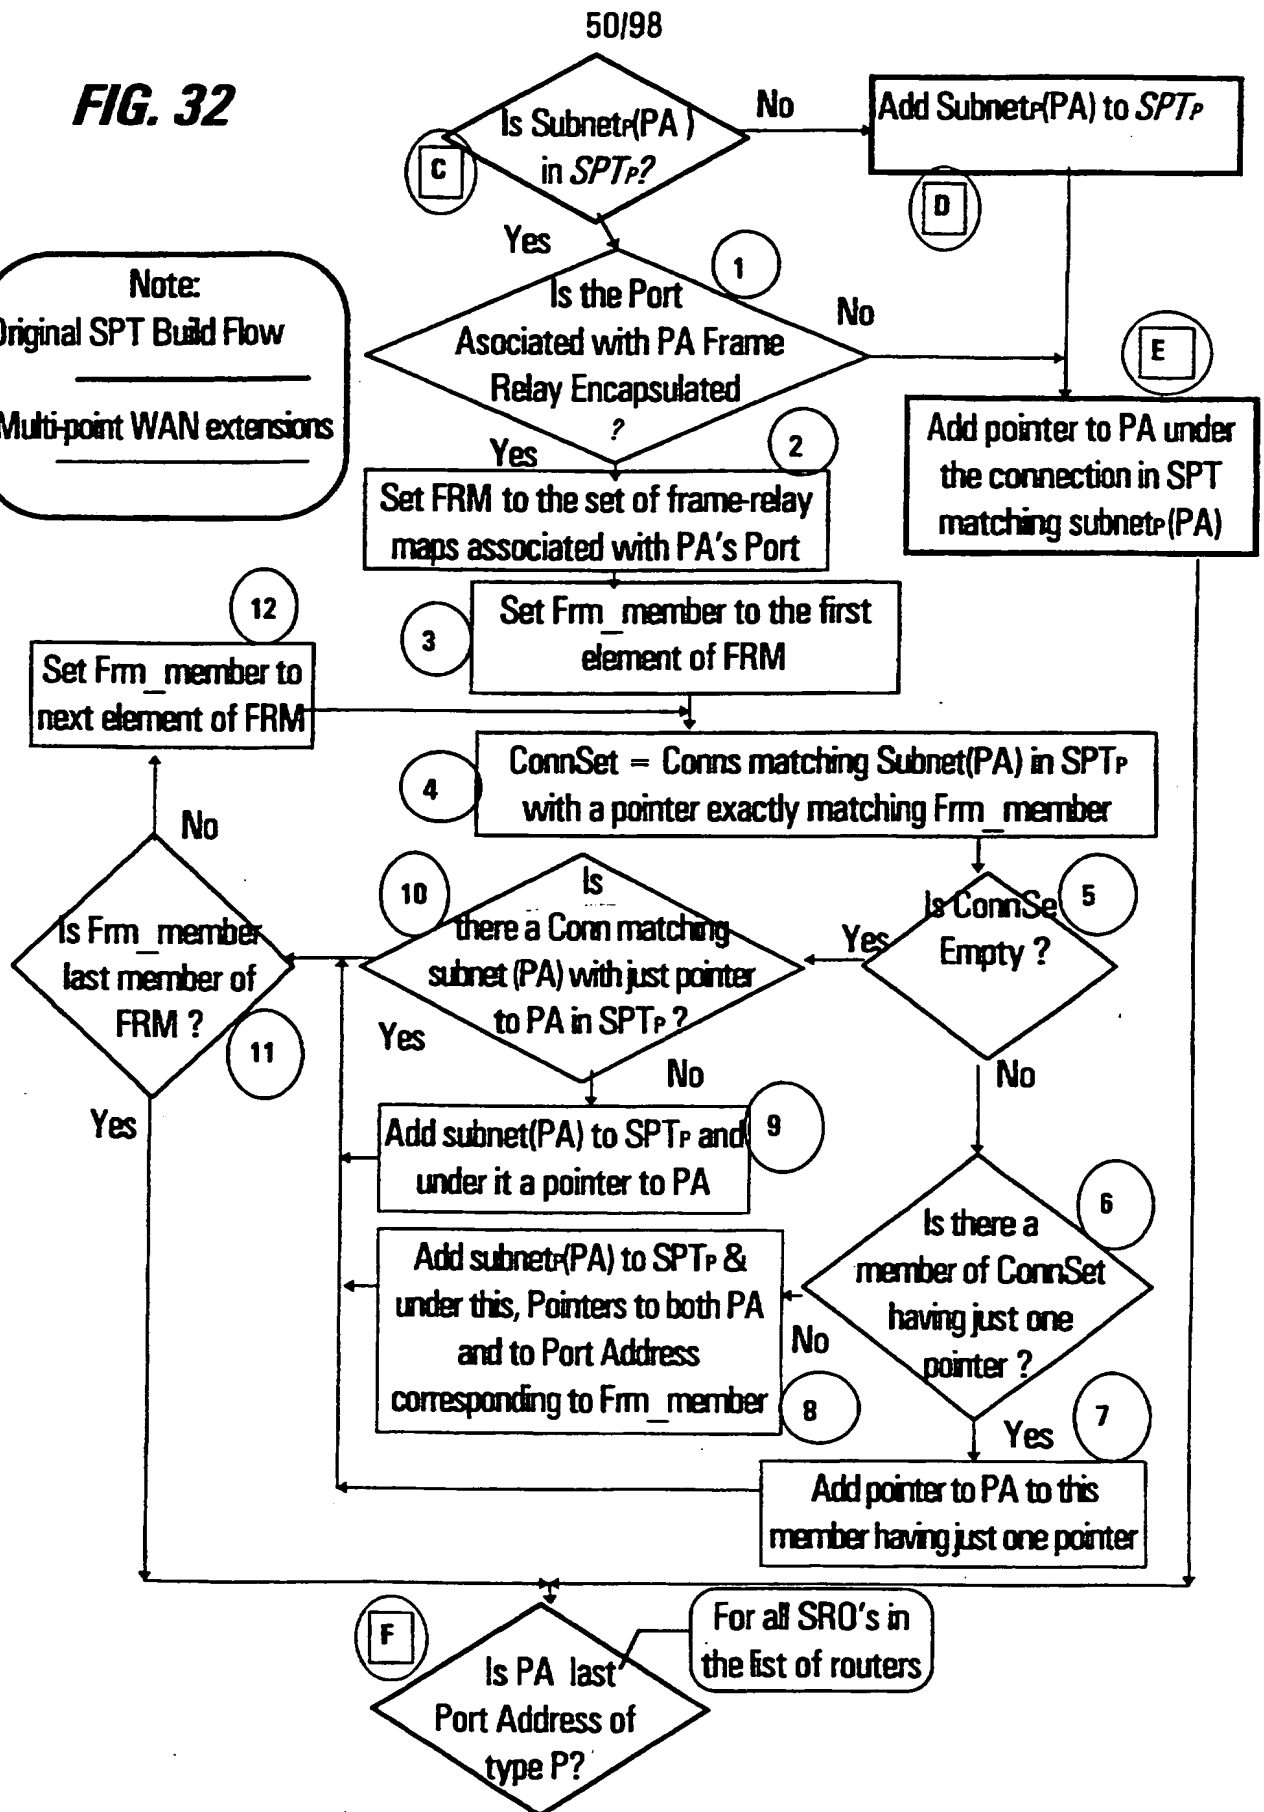 50/98
FIG. 32
Is SubnetP(PA)
in SPTP?
C
No
Add SubnetP(PA) to SPTP
D
Yes
Note:
Original SPT Build Flow
Multi-point WAN extensions
1
Is the Port
Asociated with PA Frame
Relay Encapsulated
?
No
E
Add pointer to PA under
the connection in SPT
matching subnetP(PA)
Yes
2
Set FRM to the set of frame-relay
maps associated with PA's Port
3
Set Frm_member to the first
element of FRM
12
Set Frm_member to
next element of FRM
4
ConnSet = Conns matching Subnet(PA) in SPTP
with a pointer exactly matching Frm_member
No
10
Is
there a Conn matching
subnet (PA) with just pointer
to PA in SPTP ?
5
Is ConnSe
Empty ?
Yes
Is Frm_member
last member of
FRM ?
11
Yes
No
No
Yes
9
Add subnet(PA) to SPTP and
under it a pointer to PA
6
Is there a
member of ConnSet
having just one
pointer ?
Add subnetP(PA) to SPTP &
under this, Pointers to both PA
and to Port Address
corresponding to Frm_member
No
8
7
Yes
Add pointer to PA to this
member having just one pointer
F
For all SRO's in
the list of routers
Is PA last
Port Address of
type P?